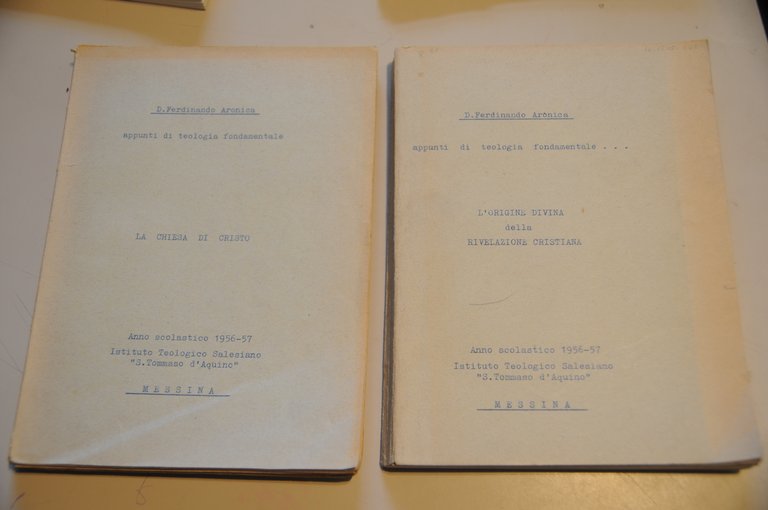 D.Ferdinando Aronica
appunti di teologia fondamentale
LA CHIESA DI CRISTO
Anno scolastico 1956-57
Istituto Teologico Salesiano
"S.Tommaso d'Aquino"
MESSINA
D.Ferdinando Aronica
appunti di teologia fondamentale...
L'ORIGINE DIVINA
della
RIVELAZIONE CRISTIANA
Anno scolastico 1956-57
Istituto Teologico Salesiano
"S.Tommaso d'Aquino"
MESSINA